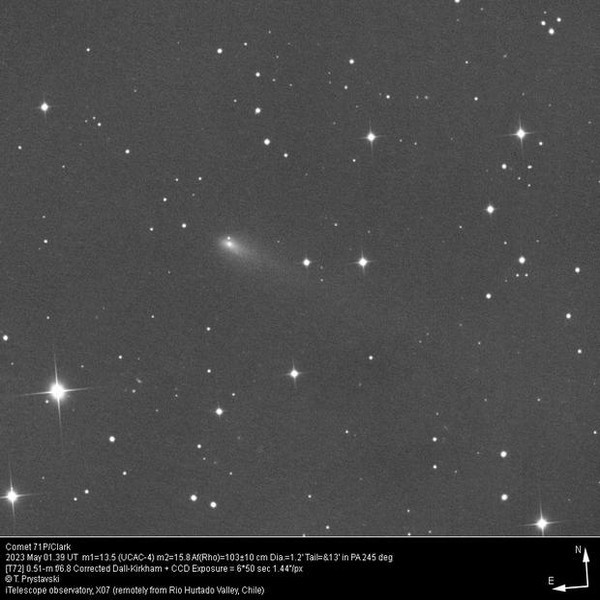 Comet 71P/Clark
2023 May 01.39 UT m1=13.5 (UCAC-4) m2=15.8 Af(Rho)=103±10 cm Dia.=1.2' Tail=&13' in PA 245 deg
[T72] 0.51-m f/6.8 Corrected Dall-Kirkham + CCD Exposure = 6*50 sec 1.44"/px
© T. Prystavski
iTelescope observatory, X07 (remotely from Rio Hurtado Valley, Chile)
N
E